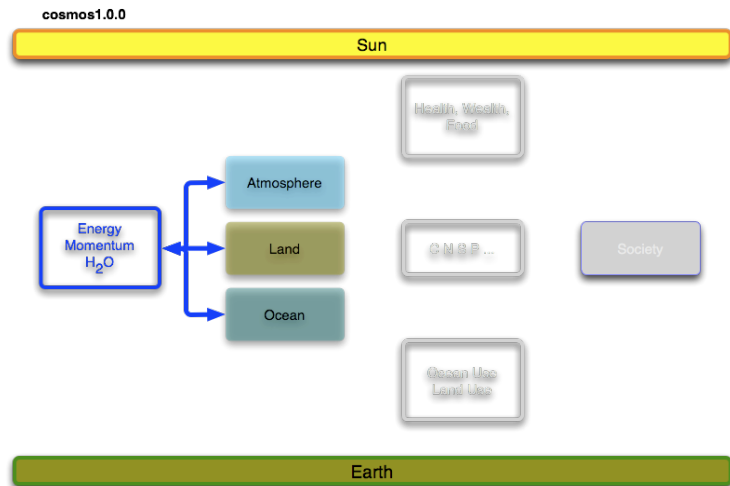 cosmos1.0.0
Sun
Health, Wealth,
Food
Atmosphere
Energy
Momentum
H₂O
Land
C N S P ...
Society
Ocean
Ocean Use
Land Use
Earth